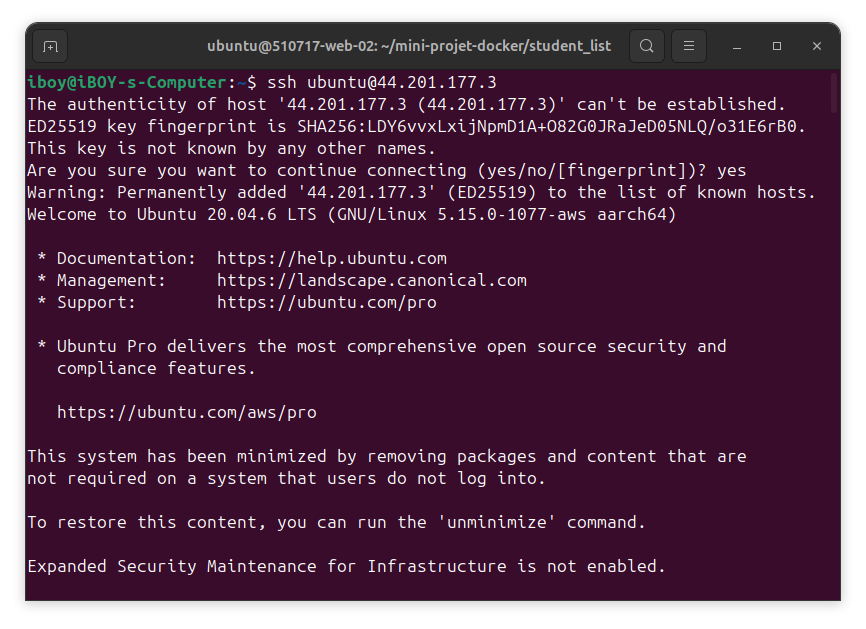 ubuntu@510717-web-02: ~/mini-projet-docker/student_list
iboy@iBOY-s-Computer:~$ ssh ubuntu@44.201.177.3
The authenticity of host '44.201.177.3 (44.201.177.3)' can't be established.
ED25519 key fingerprint is SHA256:LDY6vvxLxijNpmD1A+O82G0JRaJeD05NLQ/o31E6rB0.
This key is not known by any other names.
Are you sure you want to continue connecting (yes/no/[fingerprint])? yes
Warning: Permanently added '44.201.177.3' (ED25519) to the list of known hosts.
Welcome to Ubuntu 20.04.6 LTS (GNU/Linux 5.15.0-1077-aws aarch64)
* Documentation:  https://help.ubuntu.com
* Management:     https://landscape.canonical.com
* Support:        https://ubuntu.com/pro
* Ubuntu Pro delivers the most comprehensive open source security and
compliance features.
https://ubuntu.com/aws/pro
This system has been minimized by removing packages and content that are
not required on a system that users do not log into.
To restore this content, you can run the 'unminimize' command.
Expanded Security Maintenance for Infrastructure is not enabled.